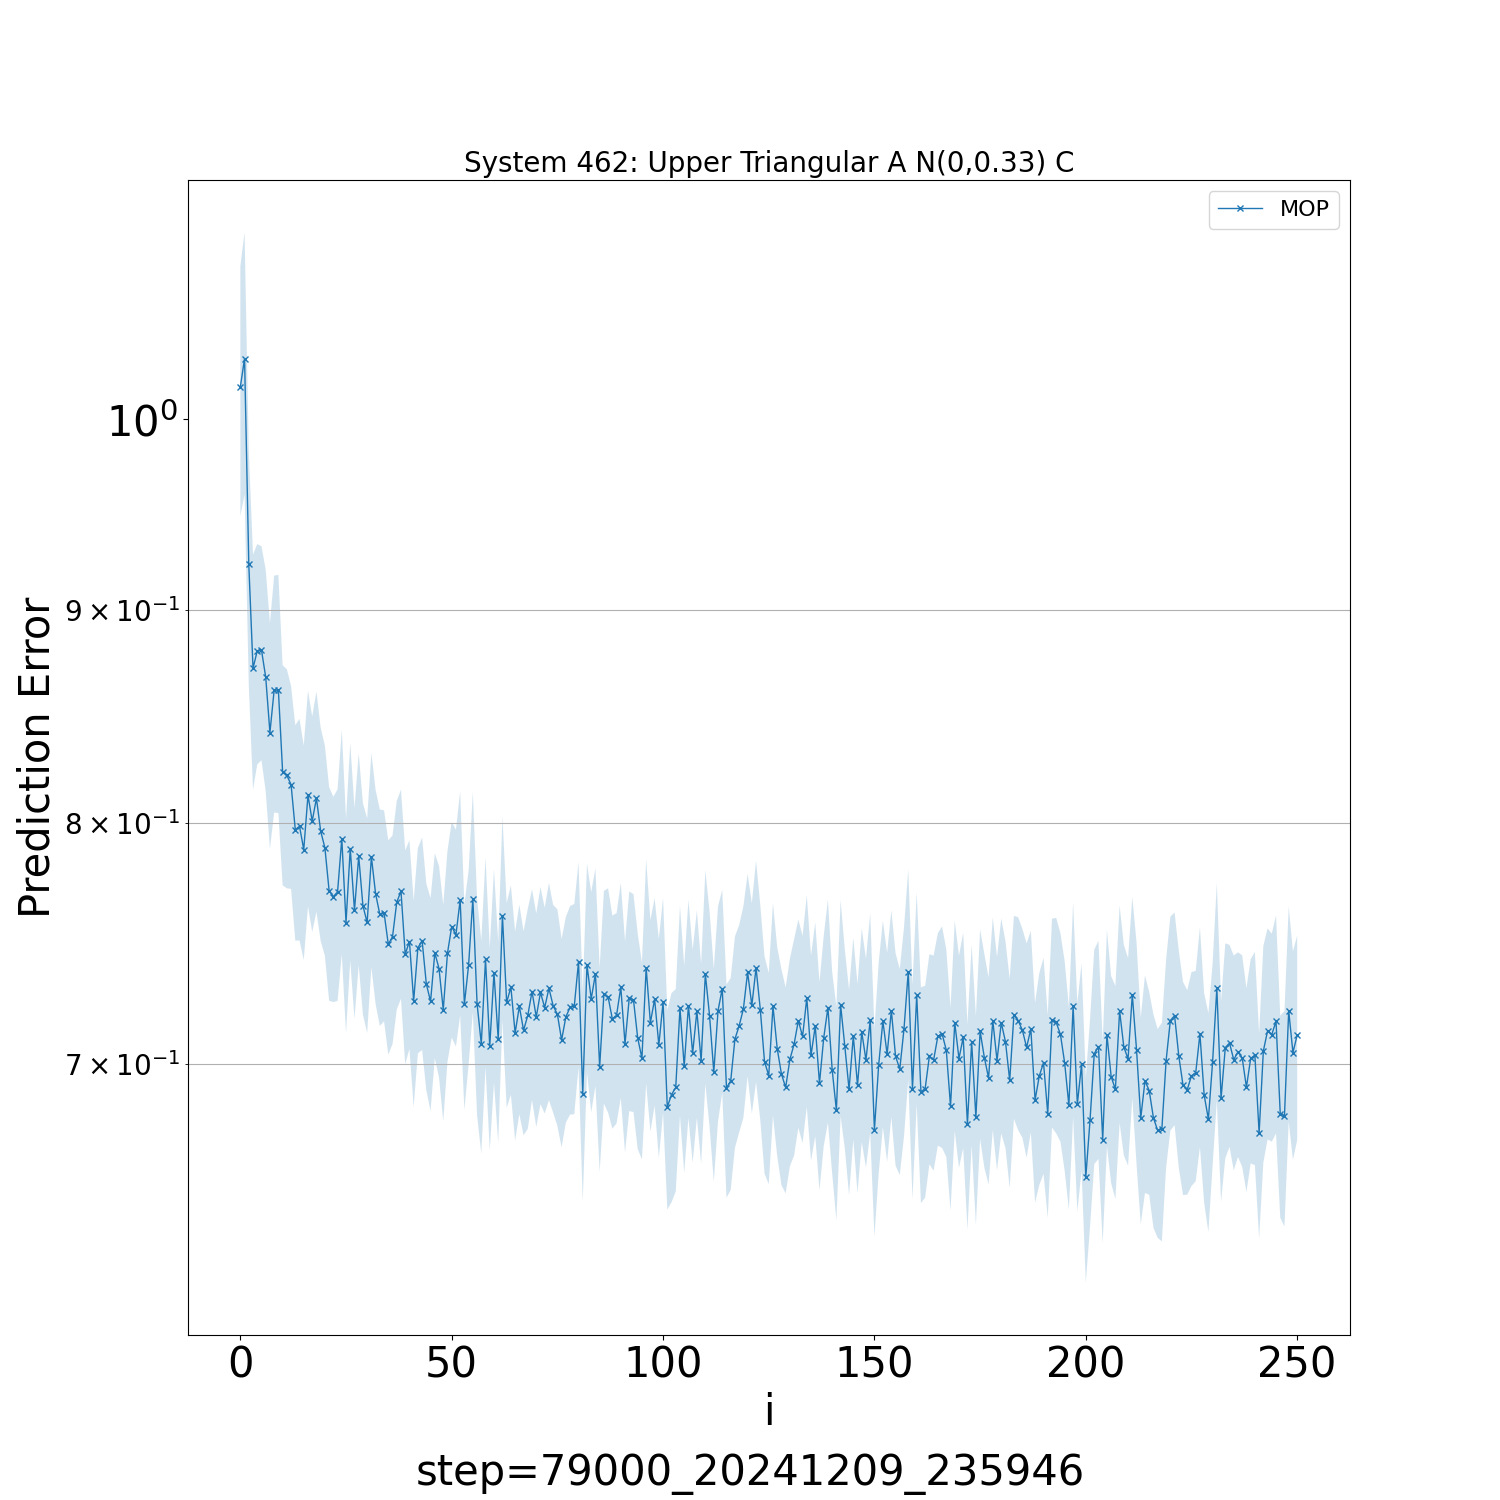 System 462: Upper Triangular A N(0,0.33) C
MOP
10⁰
9 × 10⁻¹
8 × 10⁻¹
7 × 10⁻¹
Prediction Error
0 50 100 150 200 250
i
step=79000_20241209_235946